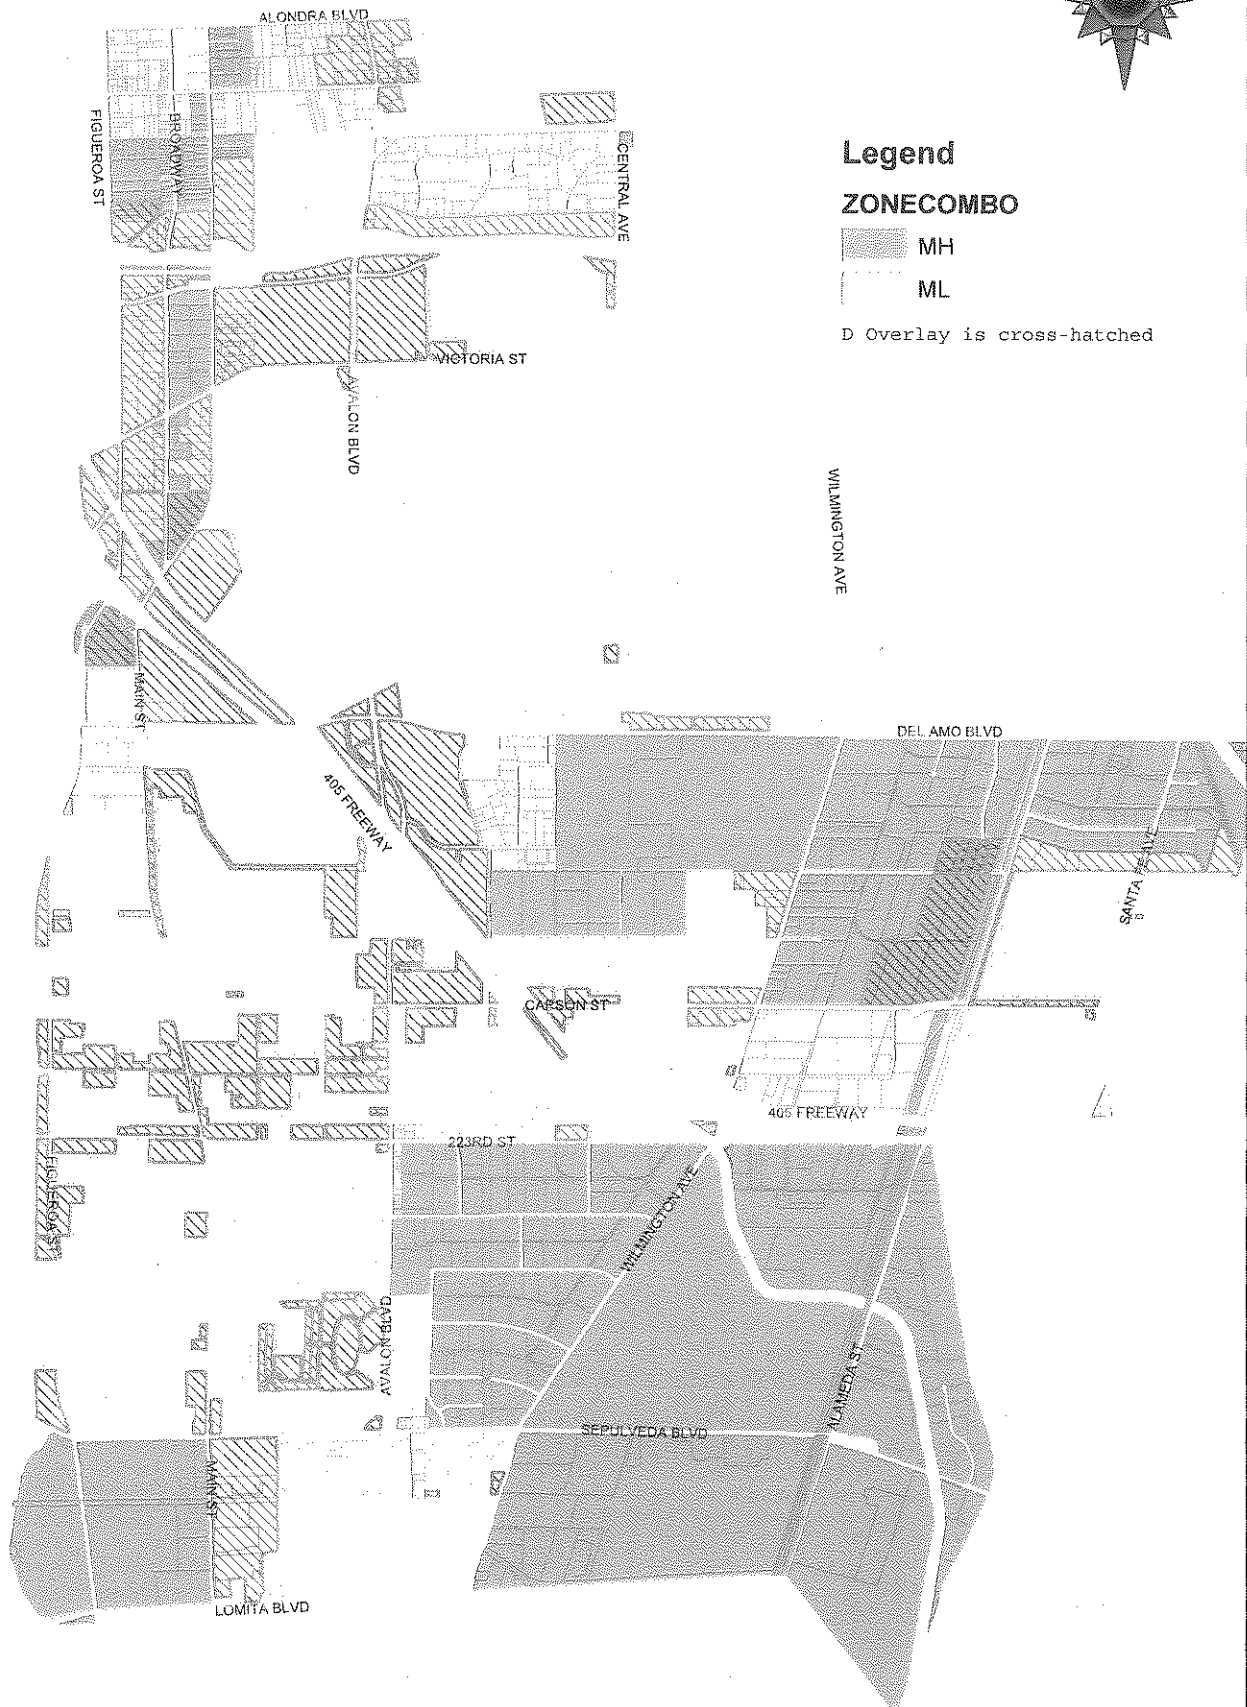 ALONDRA BLVD
FIGUEROA ST
BROADWAY
CENTRAL AVE
Legend
ZONECOMBO
MH
ML
D Overlay is cross-hatched
VICTORIA ST
AVALON BLVD
WILMINGTON AVE
MAIN ST
DEL AMO BLVD
405 FREEWAY
SANTA FE AVE
CARSON ST
405 FREEWAY
223RD ST
FIGUEROA ST
WILMINGTON AVE
AVALON BLVD
ALAMEDA ST
SEPULVEDA BLVD
MAIN ST
LOMITA BLVD